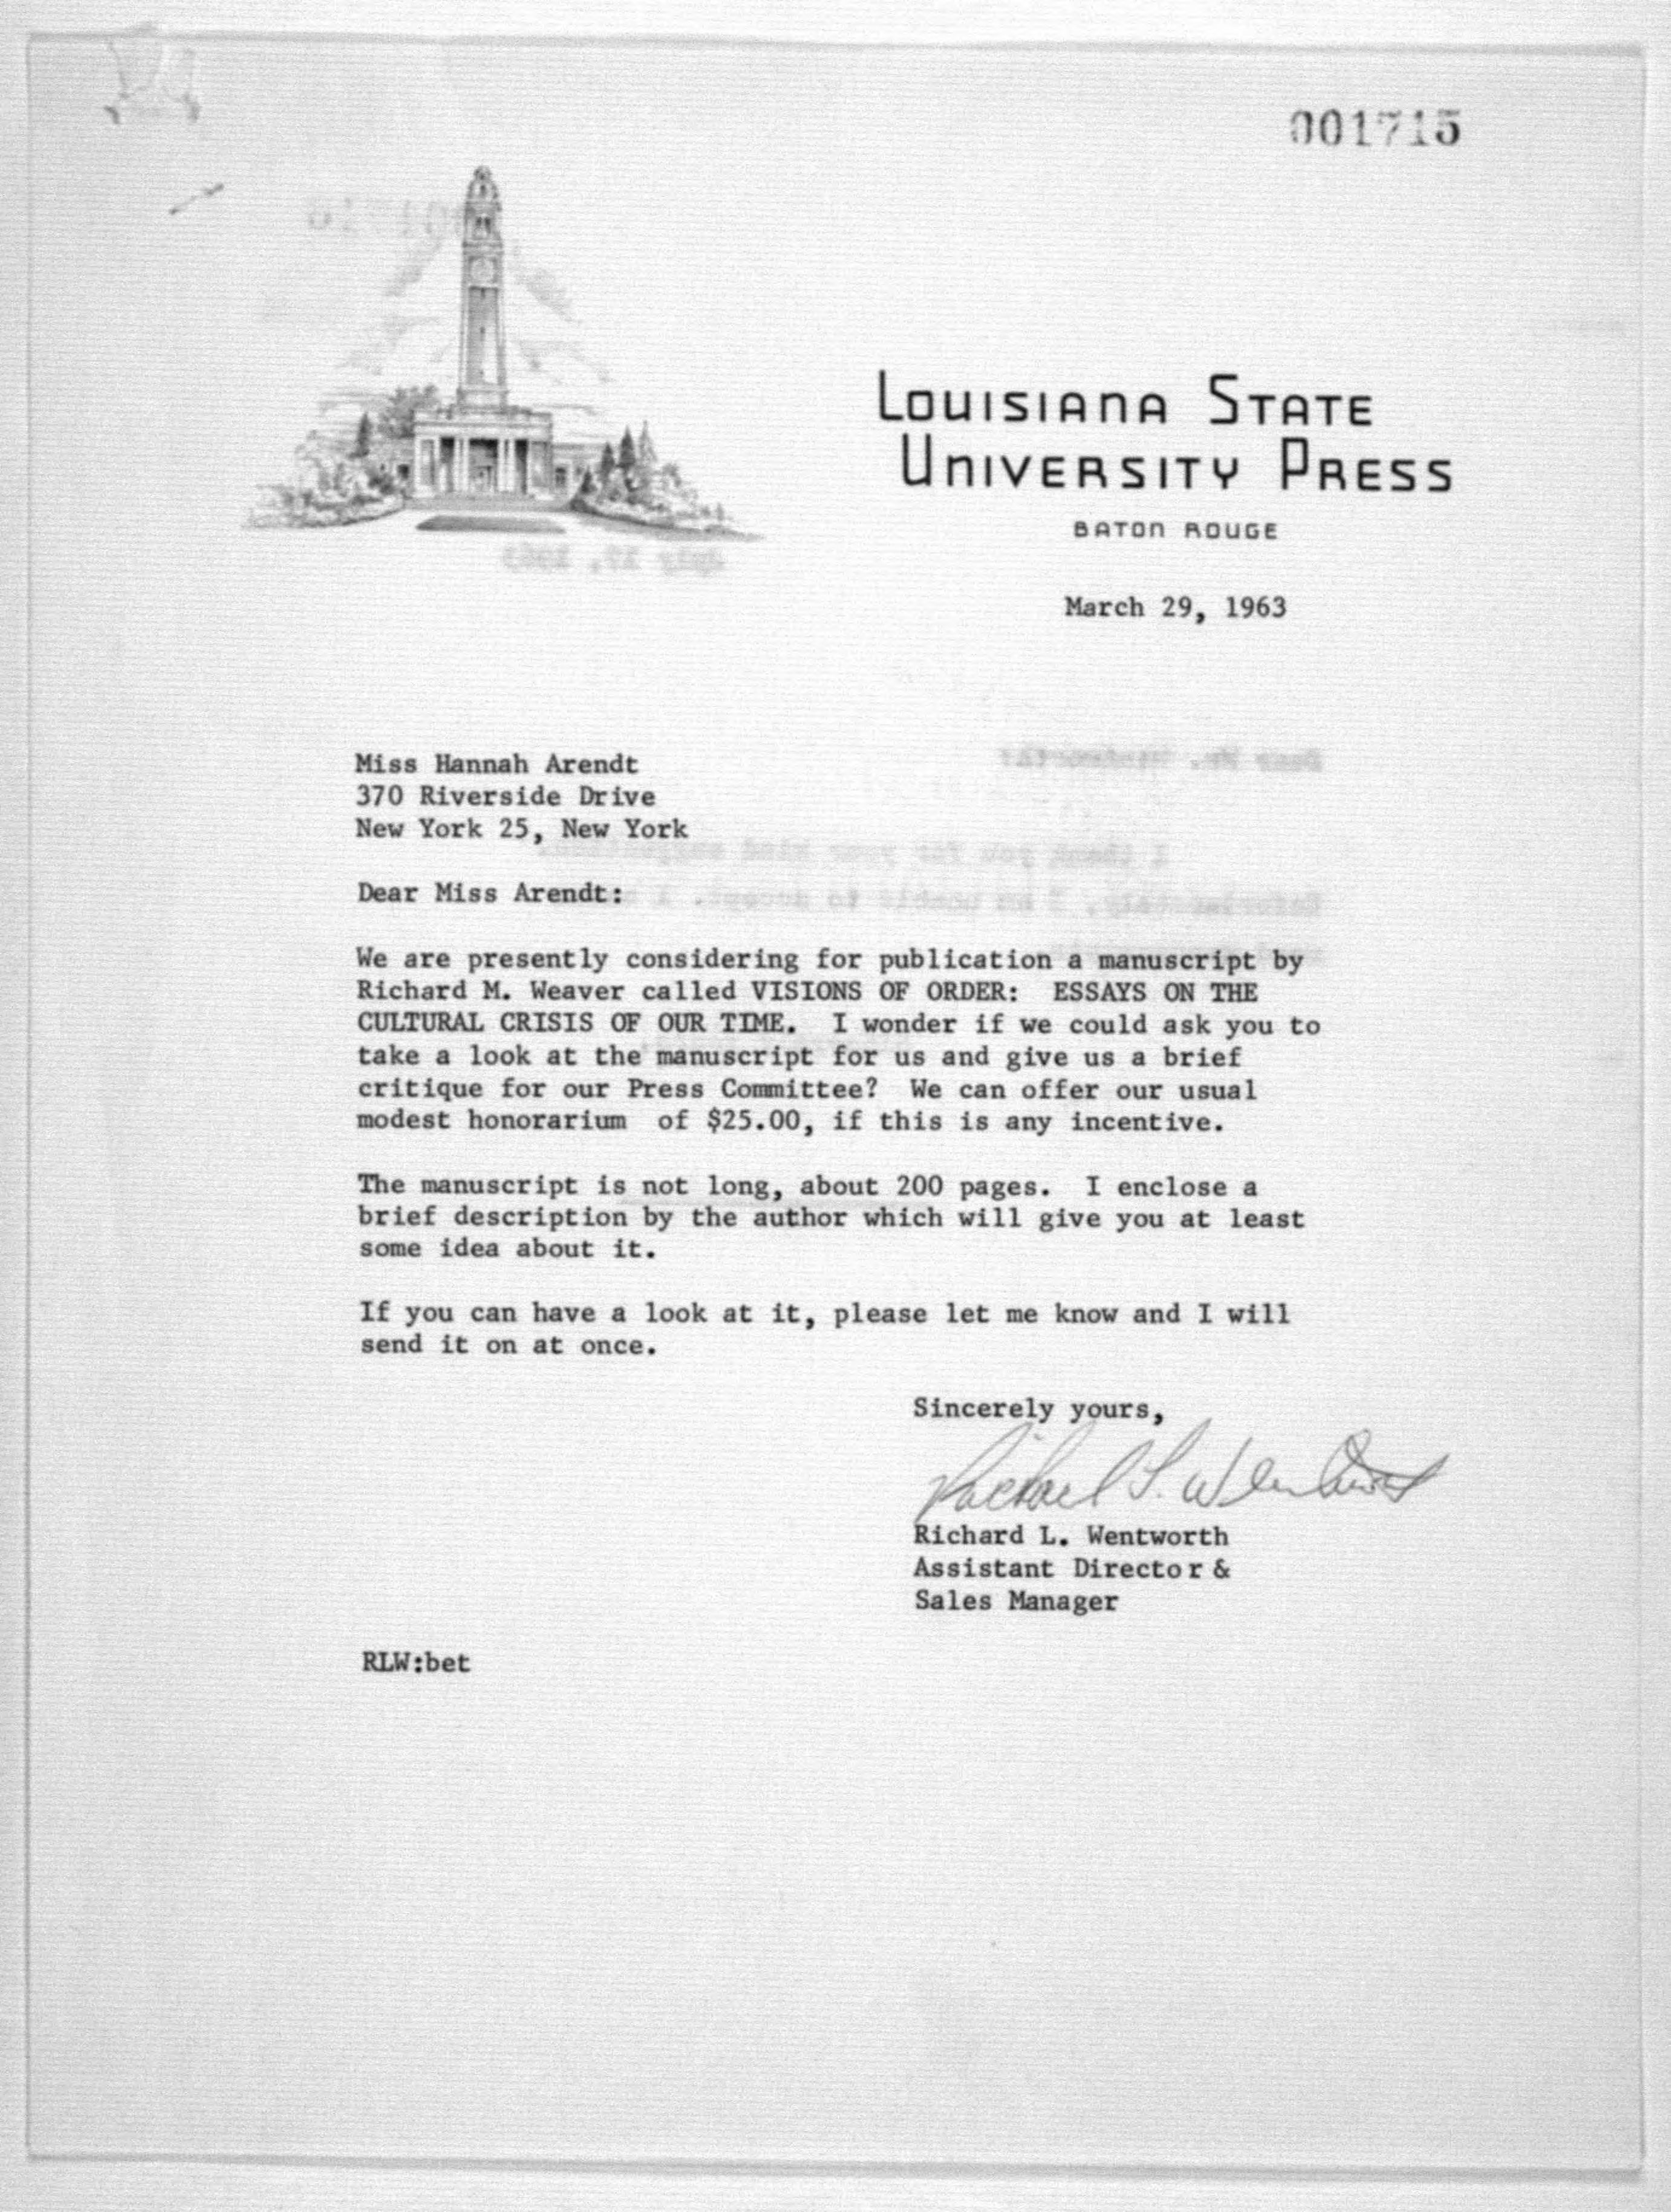 001715
Louisiana State
University Press
Baton Rouge
March 29, 1963
Miss Hannah Arendt
370 Riverside Drive
New York 25, New York
Dear Miss Arendt:
We are presently considering for publication a manuscript by
Richard M. Weaver called VISIONS OF ORDER: ESSAYS ON THE
CULTURAL CRISIS OF OUR TIME. I wonder if we could ask you to
take a look at the manuscript for us and give us a brief
critique for our Press Committee? We can offer our usual
modest honorarium of $25.00, if this is any incentive.
The manuscript is not long, about 200 pages. I enclose a
brief description by the author which will give you at least
some idea about it.
If you can have a look at it, please let me know and I will
send it on at once.
Sincerely yours,
Richard L. Wentworth
Richard L. Wentworth
Assistant Director &
Sales Manager
RLW:bet